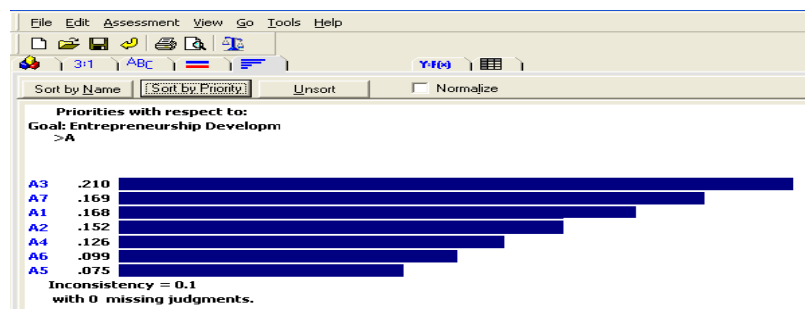 File Edit Assessment View Go Tools Help
3:1 ABC Y=F(x)
Sort by Name Sort by Priority Unsort Normalize
Priorities with respect to:
Goal: Entrepreneurship Developm
>A
A3 .210
A7 .169
A1 .168
A2 .152
A4 .126
A6 .099
A5 .075
Inconsistency = 0.1
with 0 missing judgments.